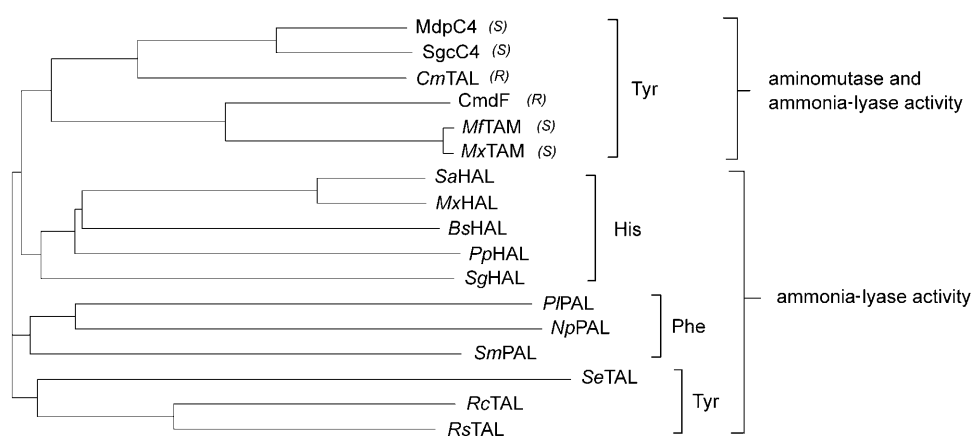 MdpC4 (S)
SgcC4 (S)
CmTAL (R)
CmdF (R)
MfTAM (S)
MxTAM (S)
Tyr
aminomutase and
ammonia-lyase activity
SaHAL
MxHAL
BsHAL
PpHAL
SgHAL
His
PlPAL
NpPAL
SmPAL
Phe
ammonia-lyase activity
SeTAL
RcTAL
RsTAL
Tyr